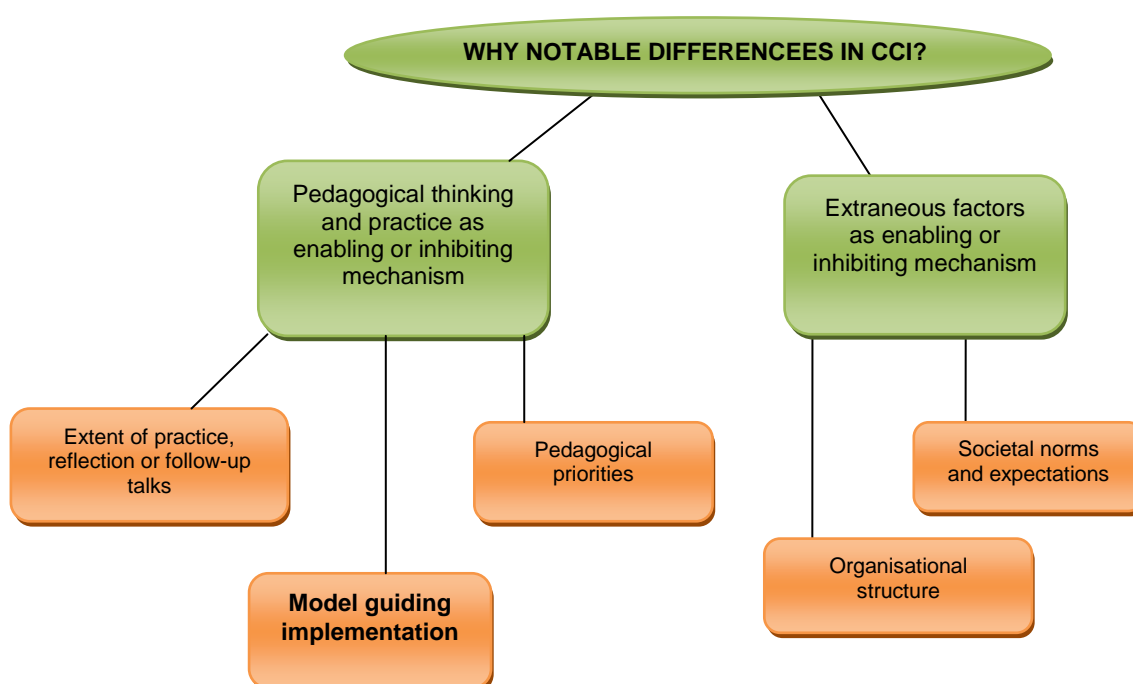 WHY NOTABLE DIFFERENCEES IN CCI?
Pedagogical thinking
and practice as
enabling or inhibiting
mechanism
Extraneous factors
as enabling or
inhibiting mechanism
Extent of practice,
reflection or follow-up
talks
Pedagogical
priorities
Societal norms
and expectations
Model guiding
implementation
Organisational
structure